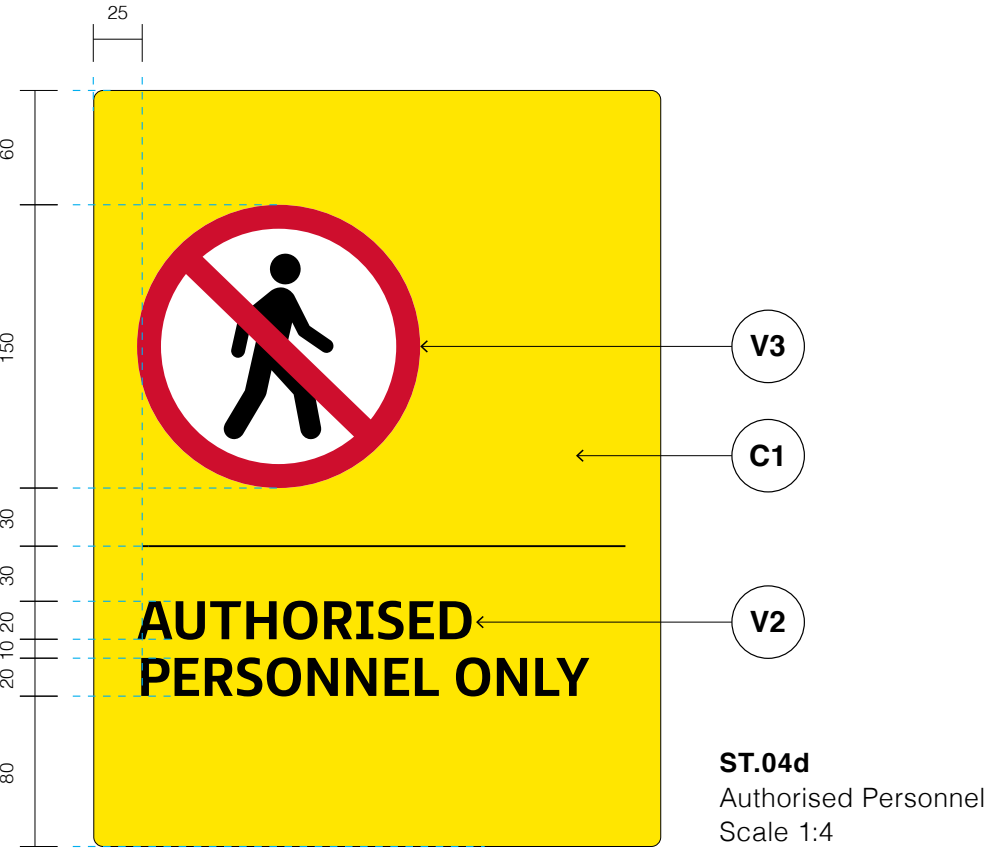 25
60
150
V3
C1
30
30
20
10
20
80
AUTHORISED
PERSONNEL ONLY
V2
ST.04d
Authorised Personnel
Scale 1:4